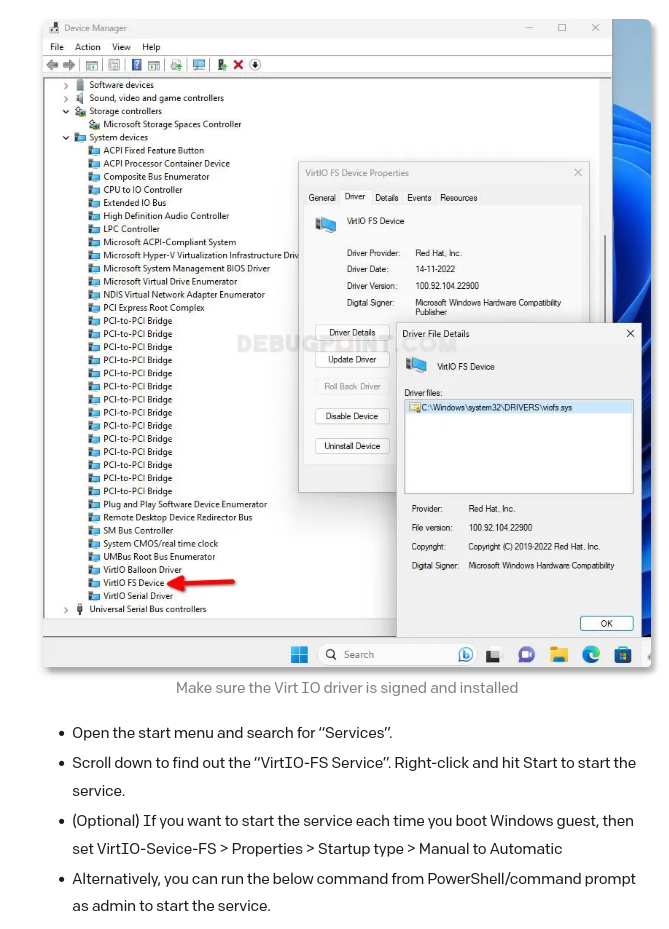 Device Manager
File Action View Help
Software devices
Sound, video and game controllers
Storage controllers
Microsoft Storage Spaces Controller
System devices
ACPI Fixed Feature Button
ACPI Processor Container Device
Composite Bus Enumerator
CPU to IO Controller
Extended IO Bus
High Definition Audio Controller
LPC Controller
Microsoft ACPI-Compliant System
Microsoft Hyper-V Virtualization Infrastructure Driv
Microsoft System Management BIOS Driver
Microsoft Virtual Drive Enumerator
NDIS Virtual Network Adapter Enumerator
PCI Express Root Complex
PCI-to-PCI Bridge
PCI-to-PCI Bridge
PCI-to-PCI Bridge
PCI-to-PCI Bridge
PCI-to-PCI Bridge
PCI-to-PCI Bridge
PCI-to-PCI Bridge
PCI-to-PCI Bridge
PCI-to-PCI Bridge
PCI-to-PCI Bridge
PCI-to-PCI Bridge
PCI-to-PCI Bridge
PCI-to-PCI Bridge
PCI-to-PCI Bridge
Plug and Play Software Device Enumerator
Remote Desktop Device Redirector Bus
SM Bus Controller
System CMOS/real time clock
UMBus Root Bus Enumerator
VirtIO Balloon Driver
VirtIO FS Device
VirtIO Serial Driver
Universal Serial Bus controllers
VirtIO FS Device Properties
General Driver Details Events Resources
VirtIO FS Device
Driver Provider: Red Hat, Inc.
Driver Date: 14-11-2022
Driver Version: 100.92.104.22900
Digital Signer: Microsoft Windows Hardware Compatibility
Publisher
Driver Details
Update Driver
Roll Back Driver
Disable Device
Uninstall Device
DEBUGPOINT.COM
Driver File Details
VirtIO FS Device
Driver files:
C:\Windows\system32\DRIVERS\viofs.sys
Provider: Red Hat, Inc.
File version: 100.92.104.22900
Copyright: Copyright (C) 2019-2022 Red Hat, Inc.
Digital Signer: Microsoft Windows Hardware Compatibility
OK
Search
Make sure the Virt IO driver is signed and installed
• Open the start menu and search for “Services”.
• Scroll down to find out the “VirtIO-FS Service”. Right-click and hit Start to start the
service.
• (Optional) If you want to start the service each time you boot Windows guest, then
set VirtIO-Sevice-FS > Properties > Startup type > Manual to Automatic
• Alternatively, you can run the below command from PowerShell/command prompt
as admin to start the service.